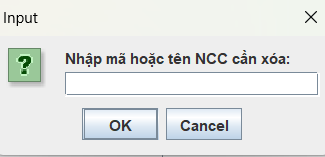 Input
Nhập mã hoặc tên NCC cần xóa:
OK
Cancel